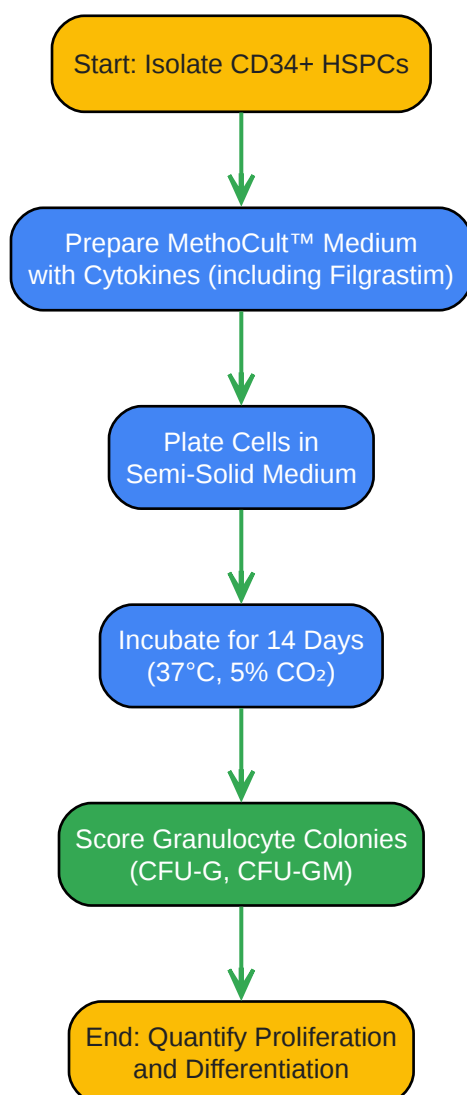 Start: Isolate CD34+ HSPCs
Prepare MethoCult™ Medium
with Cytokines (including Filgrastim)
Plate Cells in
Semi-Solid Medium
Incubate for 14 Days
(37°C, 5% CO₂)
Score Granulocyte Colonies
(CFU-G, CFU-GM)
End: Quantify Proliferation
and Differentiation